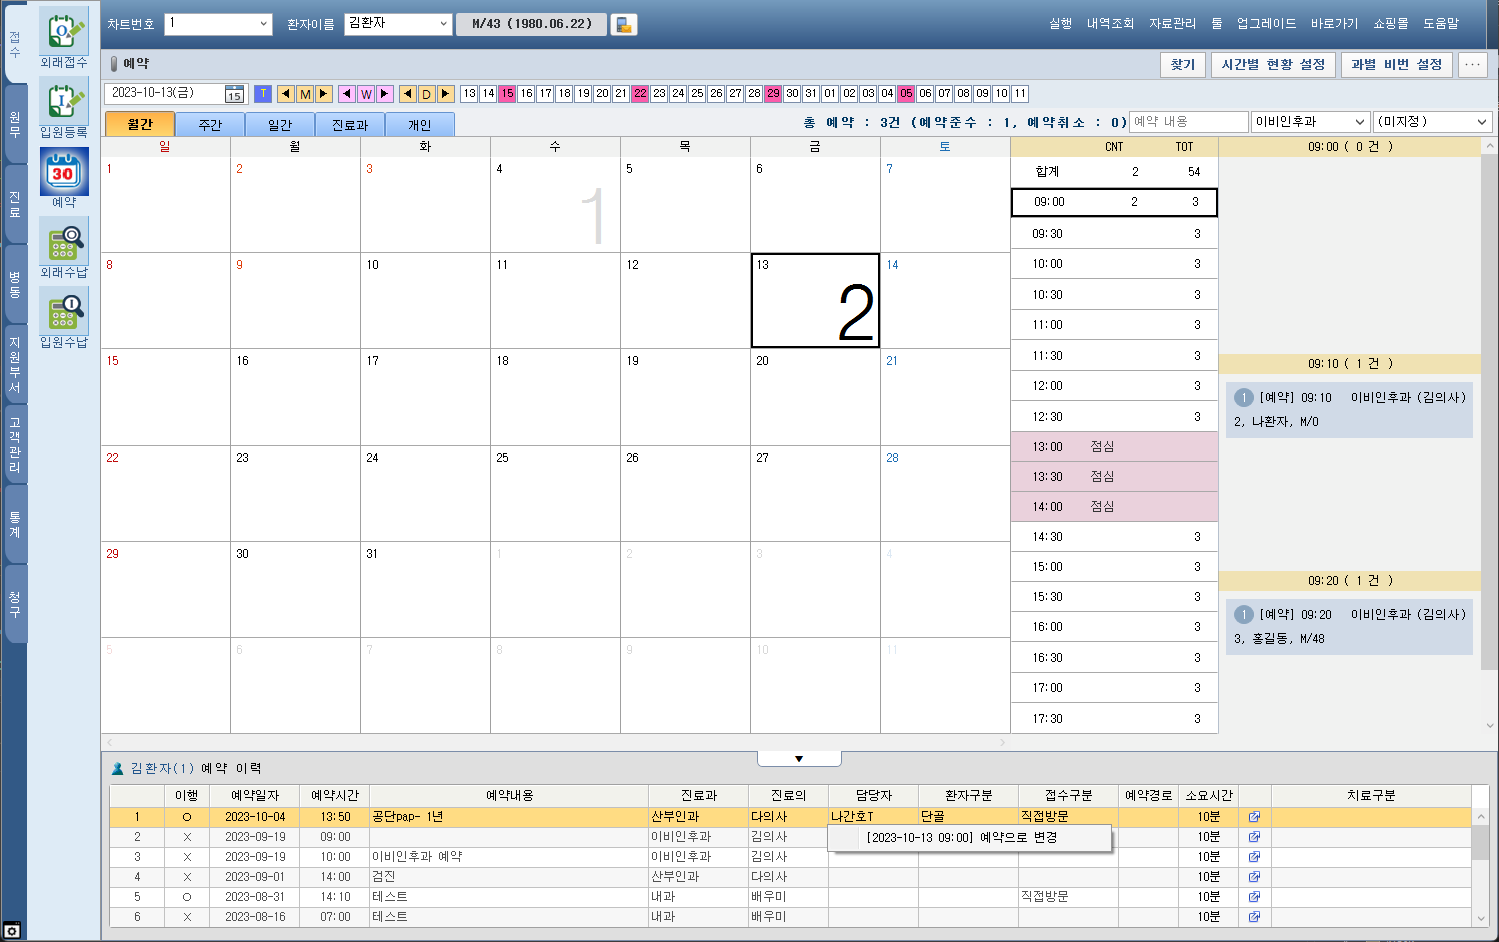 차트번호 1 환자이름 김환자 M/43 (1980.06.22) 실행 내역조회 자료관리 툴 업그레이드 바로가기 쇼핑몰 도움말
접수
원무
진료
병동
지원부서
고객관리
통계
청구
외래접수
입원등록
30
예약
외래수납
입원수납
예약 찾기 시간별 현황 설정 과별 비번 설정 ...
2023-10-13(금) 15 T ◀ M ▶ ◀ W ▶ ◀ D ▶ 13 14 15 16 17 18 19 20 21 22 23 24 25 26 27 28 29 30 31 01 02 03 04 05 06 07 08 09 10 11
월간 주간 일간 진료과 개인 총 예약 : 3건 (예약준수 : 1, 예약취소 : 0) 예약 내용 이비인후과 (미지정)
일 월 화 수 목 금 토
1 2 3 4 5 6 7
1
8 9 10 11 12 13 14
2
15 16 17 18 19 20 21
22 23 24 25 26 27 28
29 30 31 1 2 3 4
5 6 7 8 9 10 11
CNT TOT
합계 2 54
09:00 2 3
09:30 3
10:00 3
10:30 3
11:00 3
11:30 3
12:00 3
12:30 3
13:00 점심
13:30 점심
14:00 점심
14:30 3
15:00 3
15:30 3
16:00 3
16:30 3
17:00 3
17:30 3
09:00 ( 0 건 )
09:10 ( 1 건 )
1 [예약] 09:10 이비인후과 (김의사)
2, 나환자, M/0
09:20 ( 1 건 )
1 [예약] 09:20 이비인후과 (김의사)
3, 홍길동, M/48
▼
김환자(1) 예약 이력
이행 예약일자 예약시간 예약내용 진료과 진료의 담당자 환자구분 접수구분 예약경로 소요시간 치료구분
1 O 2023-10-04 13:50 공단pap- 1년 산부인과 다의사 나간호T 단골 직접방문 10분
2 X 2023-09-19 09:00 이비인후과 김의사 10분
[2023-10-13 09:00] 예약으로 변경
3 X 2023-09-19 10:00 이비인후과 예약 이비인후과 김의사 10분
4 X 2023-09-01 14:00 검진 산부인과 다의사 10분
5 O 2023-08-31 14:10 테스트 내과 배우미 직접방문 10분
6 X 2023-08-16 07:00 테스트 내과 배우미 10분